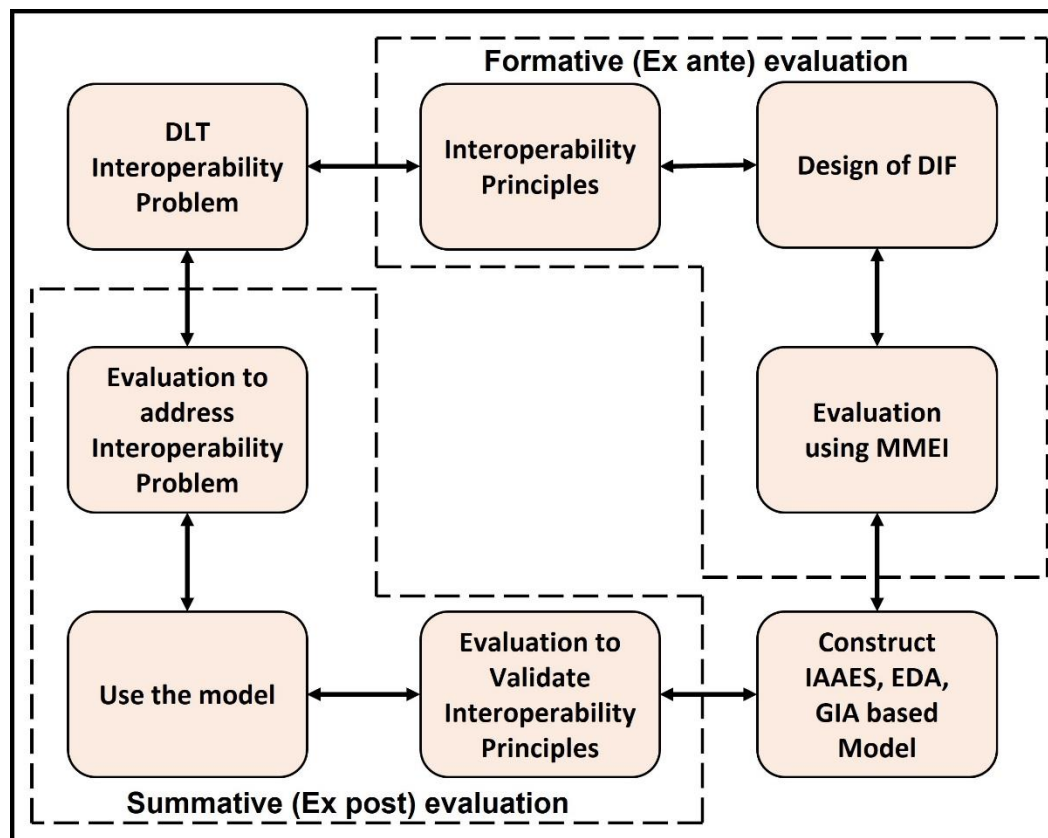 Formative (Ex ante) evaluation
DLT
Interoperability
Problem
Interoperability
Principles
Design of DIF
Evaluation to
address
Interoperability
Problem
Evaluation
using MMEI
Use the model
Evaluation to
Validate
Interoperability
Principles
Construct
IAAES, EDA,
GIA based
Model
Summative (Ex post) evaluation